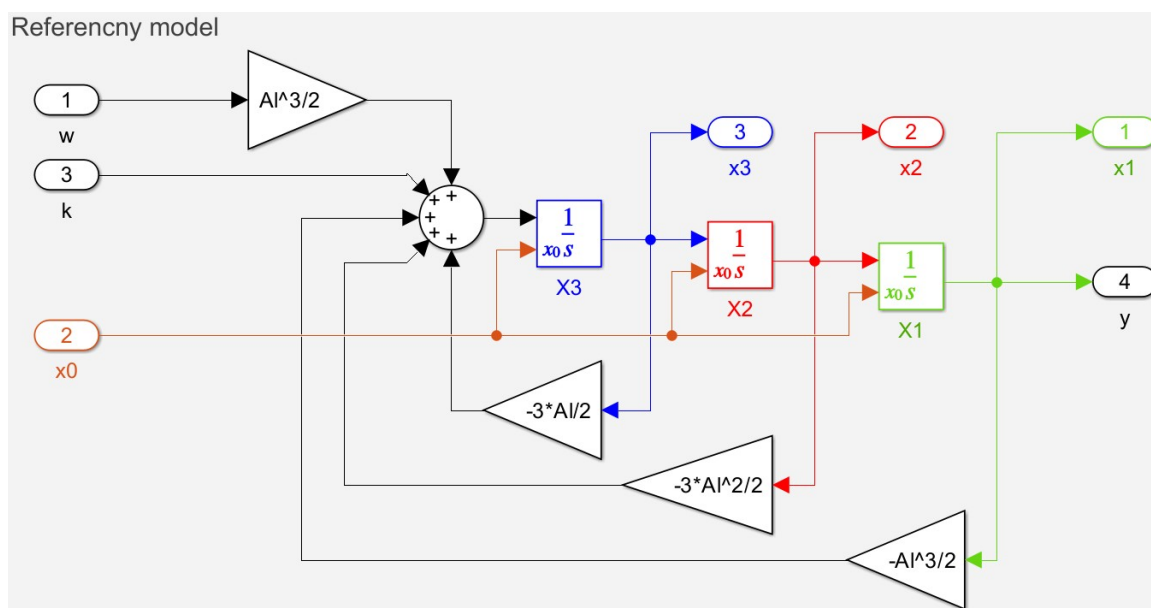 Referencny model
1
w
Al^3/2
3
k
+
+
+
+
+
2
x0
1
x₀ s
X3
1
x₀ s
X2
1
x₀ s
X1
3
x3
2
x2
1
x1
4
y
-3*Al/2
-3*Al^2/2
-Al^3/2